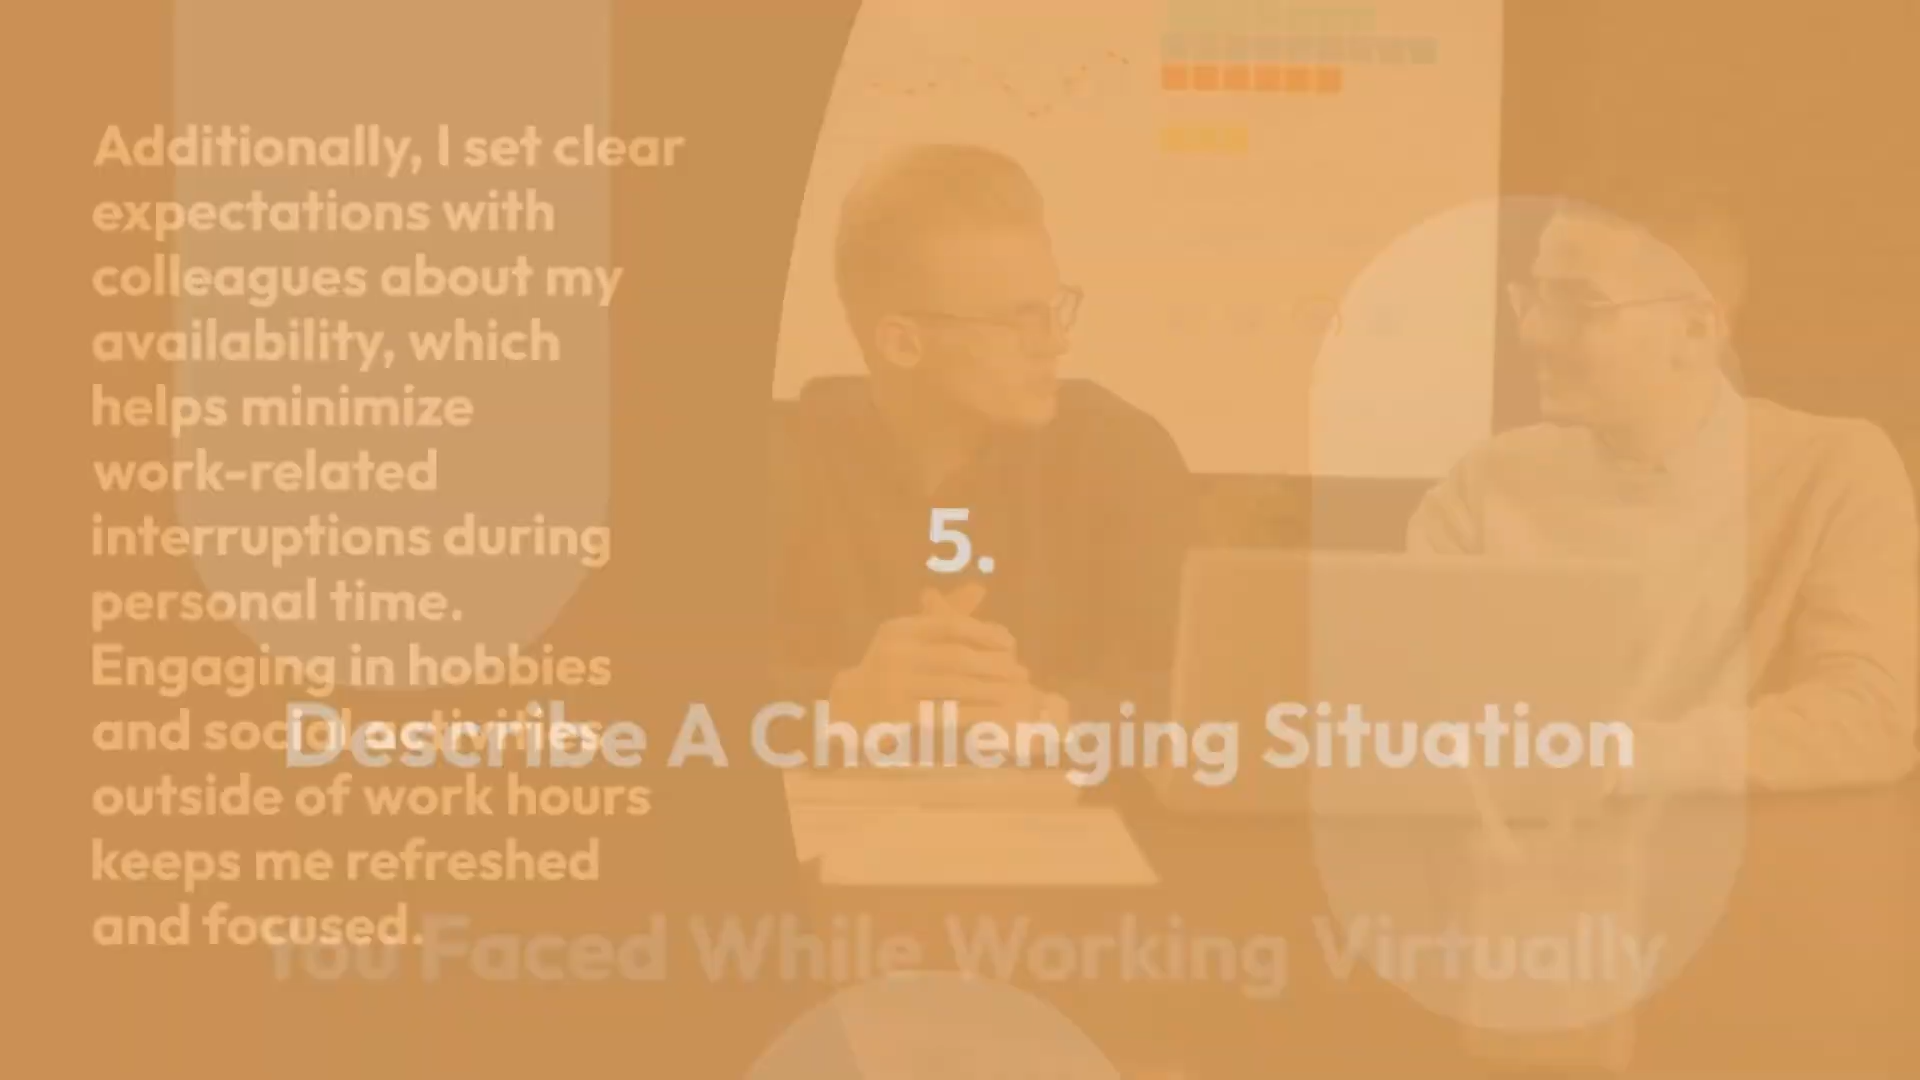 Additionally, I set clear
expectations with
colleagues about my
availability, which
helps minimize
work-related
interruptions during
personal time.
Engaging in hobbies
and social activities
outside of work hours
keeps me refreshed
and focused.
5.
Describe A Challenging Situation
You Faced While Working Virtually